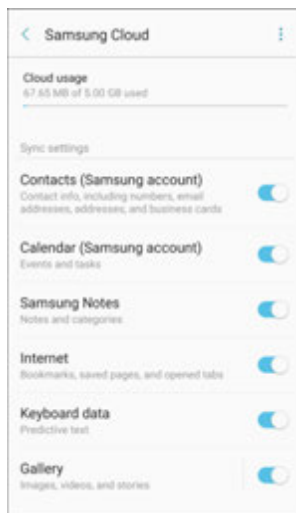 Samsung Cloud
Cloud usage
67.65 MB of 5.00 GB used
Sync settings
Contacts (Samsung account)
Contact info, including numbers, email
addresses, addresses, and business cards
Calendar (Samsung account)
Events and tasks
Samsung Notes
Notes and categories
Internet
Bookmarks, saved pages, and opened tabs
Keyboard data
Predictive text
Gallery
Images, videos, and stories